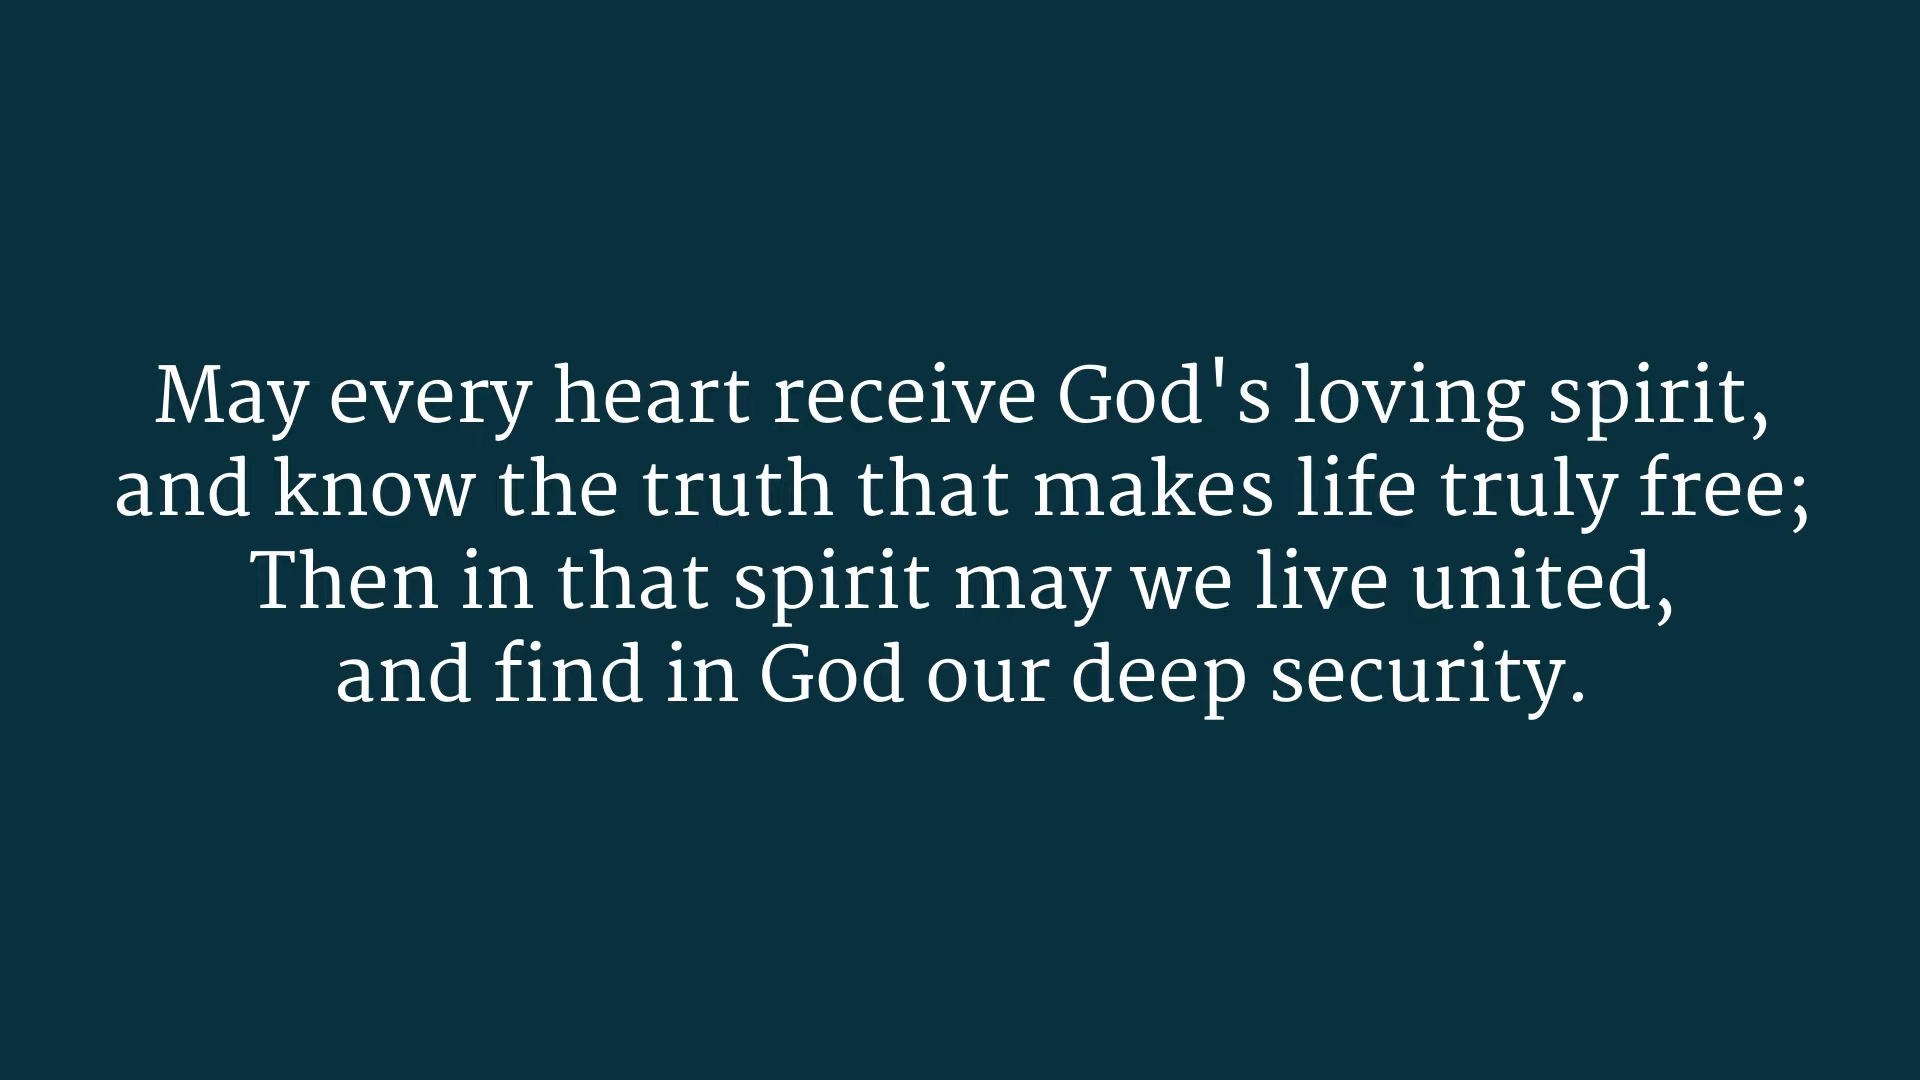 May every heart receive God's loving spirit,
and know the truth that makes life truly free;
Then in that spirit may we live united,
and find in God our deep security.